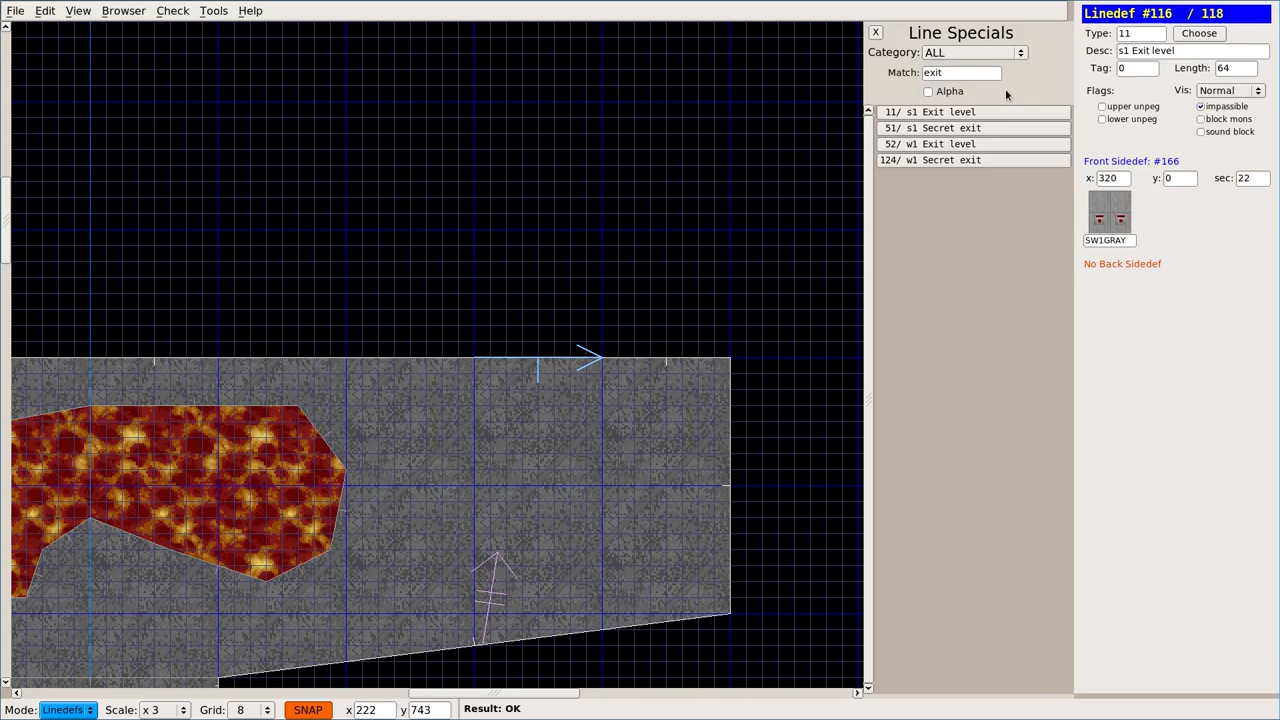 File Edit View Browser Check Tools Help
X Line Specials
Category: ALL
Match: exit
Alpha
11/ s1 Exit level
51/ s1 Secret exit
52/ w1 Exit level
124/ w1 Secret exit
Linedef #116 / 118
Type: 11 Choose
Desc: s1 Exit level
Tag: 0 Length: 64
Flags: Vis: Normal
upper unpeg impassible
lower unpeg block mons
sound block
Front Sidedef: #166
x: 320 y: 0 sec: 22
SW1GRAY
No Back Sidedef
Mode: Linedefs Scale: x 3 Grid: 8 SNAP x 222 y 743 Result: OK